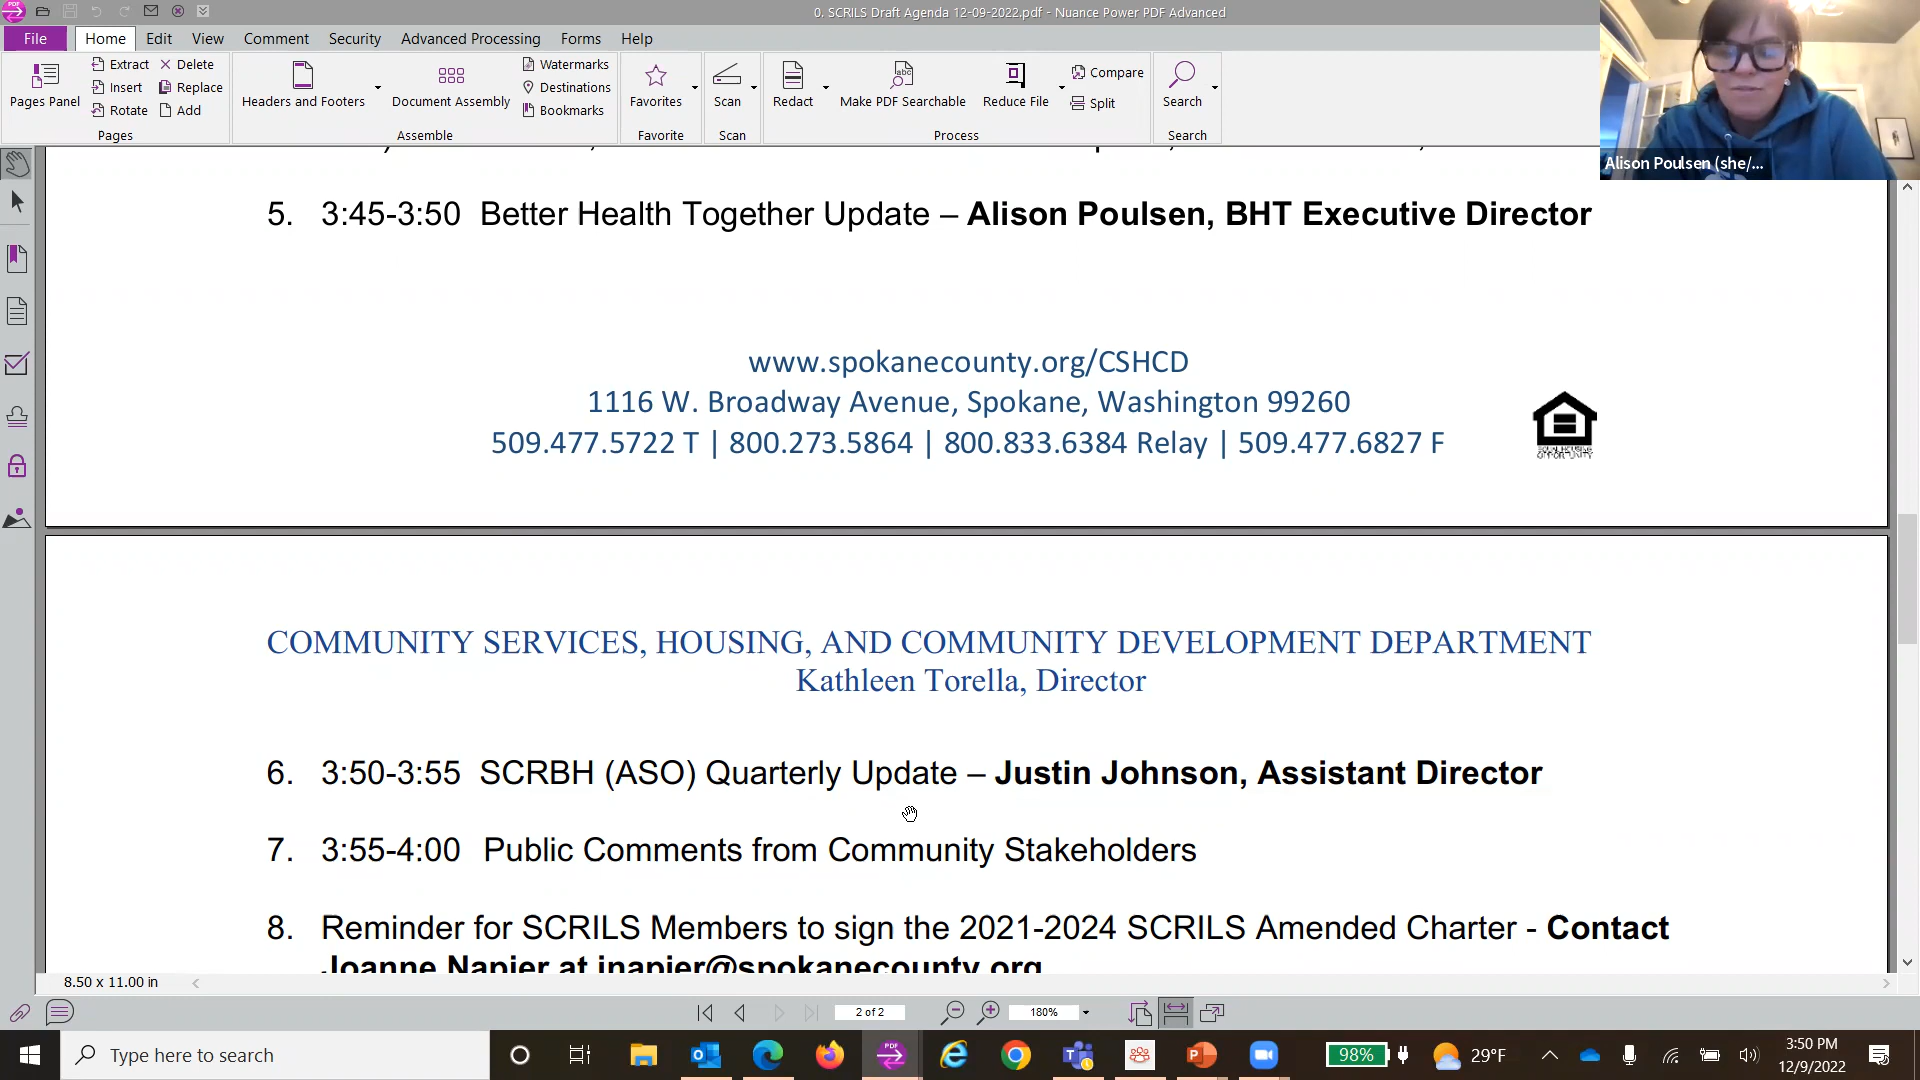 0. SCRILS Draft Agenda 12-09-2022.pdf - Nuance Power PDF Advanced
File Home Edit View Comment Security Advanced Processing Forms Help
Pages Panel
Extract Delete
Insert Replace
Rotate Add
Pages
Headers and Footers
Document Assembly
Watermarks
Destinations
Bookmarks
Assemble
Favorites
Favorite
Scan
Scan
Redact
Make PDF Searchable
Reduce File
Compare
Split
Process
Search
Search
Alison Poulsen (she/...
5. 3:45-3:50 Better Health Together Update – Alison Poulsen, BHT Executive Director
www.spokanecounty.org/CSHCD
1116 W. Broadway Avenue, Spokane, Washington 99260
509.477.5722 T | 800.273.5864 | 800.833.6384 Relay | 509.477.6827 F
OPPORTUNITY
COMMUNITY SERVICES, HOUSING, AND COMMUNITY DEVELOPMENT DEPARTMENT
Kathleen Torella, Director
6. 3:50-3:55 SCRBH (ASO) Quarterly Update – Justin Johnson, Assistant Director
7. 3:55-4:00 Public Comments from Community Stakeholders
8. Reminder for SCRILS Members to sign the 2021-2024 SCRILS Amended Charter - Contact
Joanne Napier at jnapier@spokanecounty.org
8.50 x 11.00 in
2 of 2
180%
Type here to search
98%
29°F
3:50 PM
12/9/2022